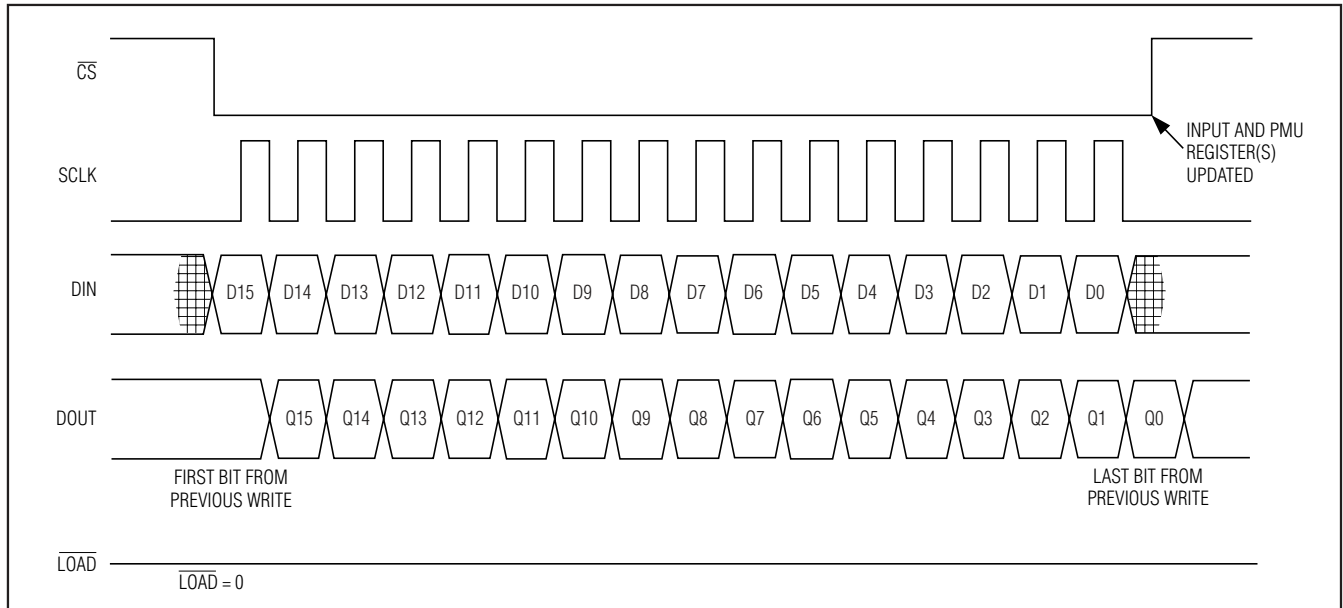 CS
INPUT AND PMU
REGISTER(S)
UPDATED
SCLK
DIN
D15 D14 D13 D12 D11 D10 D9 D8 D7 D6 D5 D4 D3 D2 D1 D0
DOUT
Q15 Q14 Q13 Q12 Q11 Q10 Q9 Q8 Q7 Q6 Q5 Q4 Q3 Q2 Q1 Q0
FIRST BIT FROM
PREVIOUS WRITE
LAST BIT FROM
PREVIOUS WRITE
LOAD
LOAD = 0